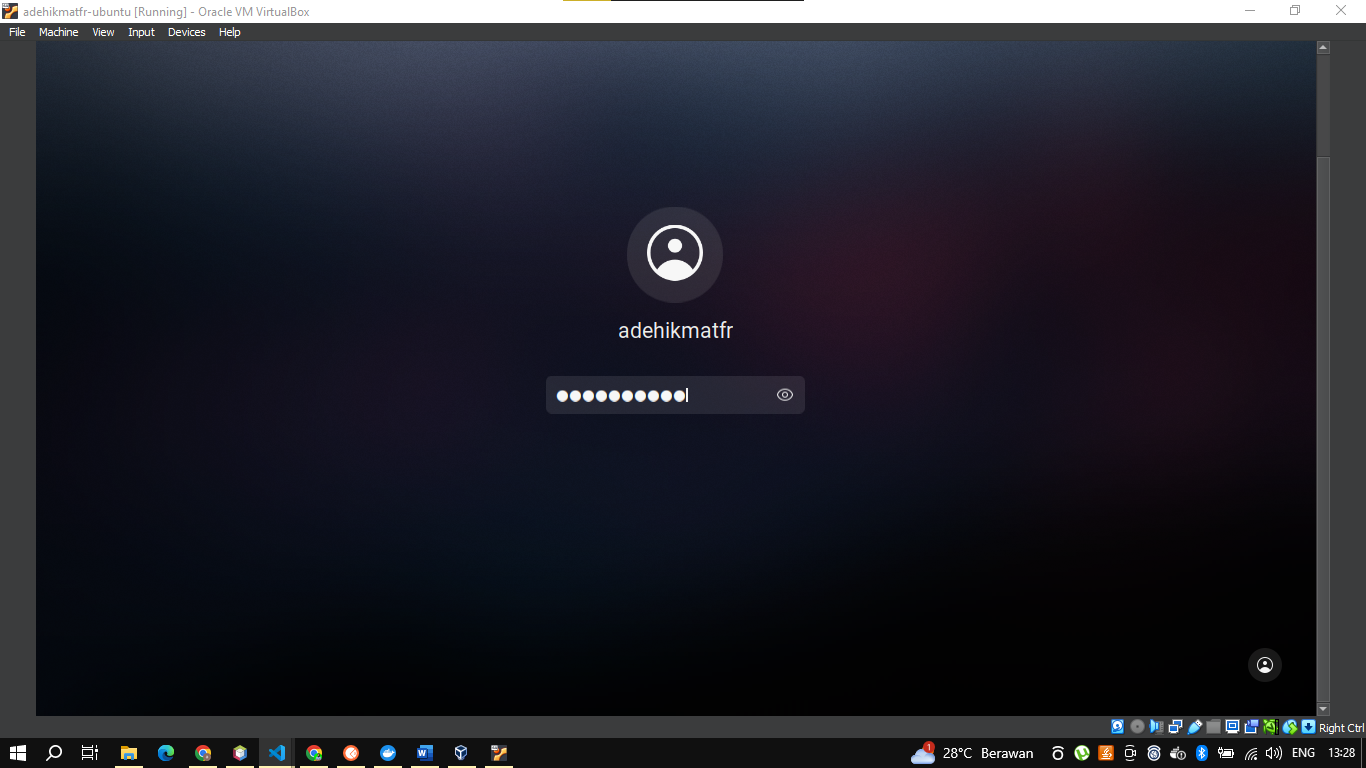 adehikmatfr-ubuntu [Running] - Oracle VM VirtualBox
File Machine View Input Devices Help
adehikmatfr
Right Ctrl
1
28°C Berawan
ENG
13:28